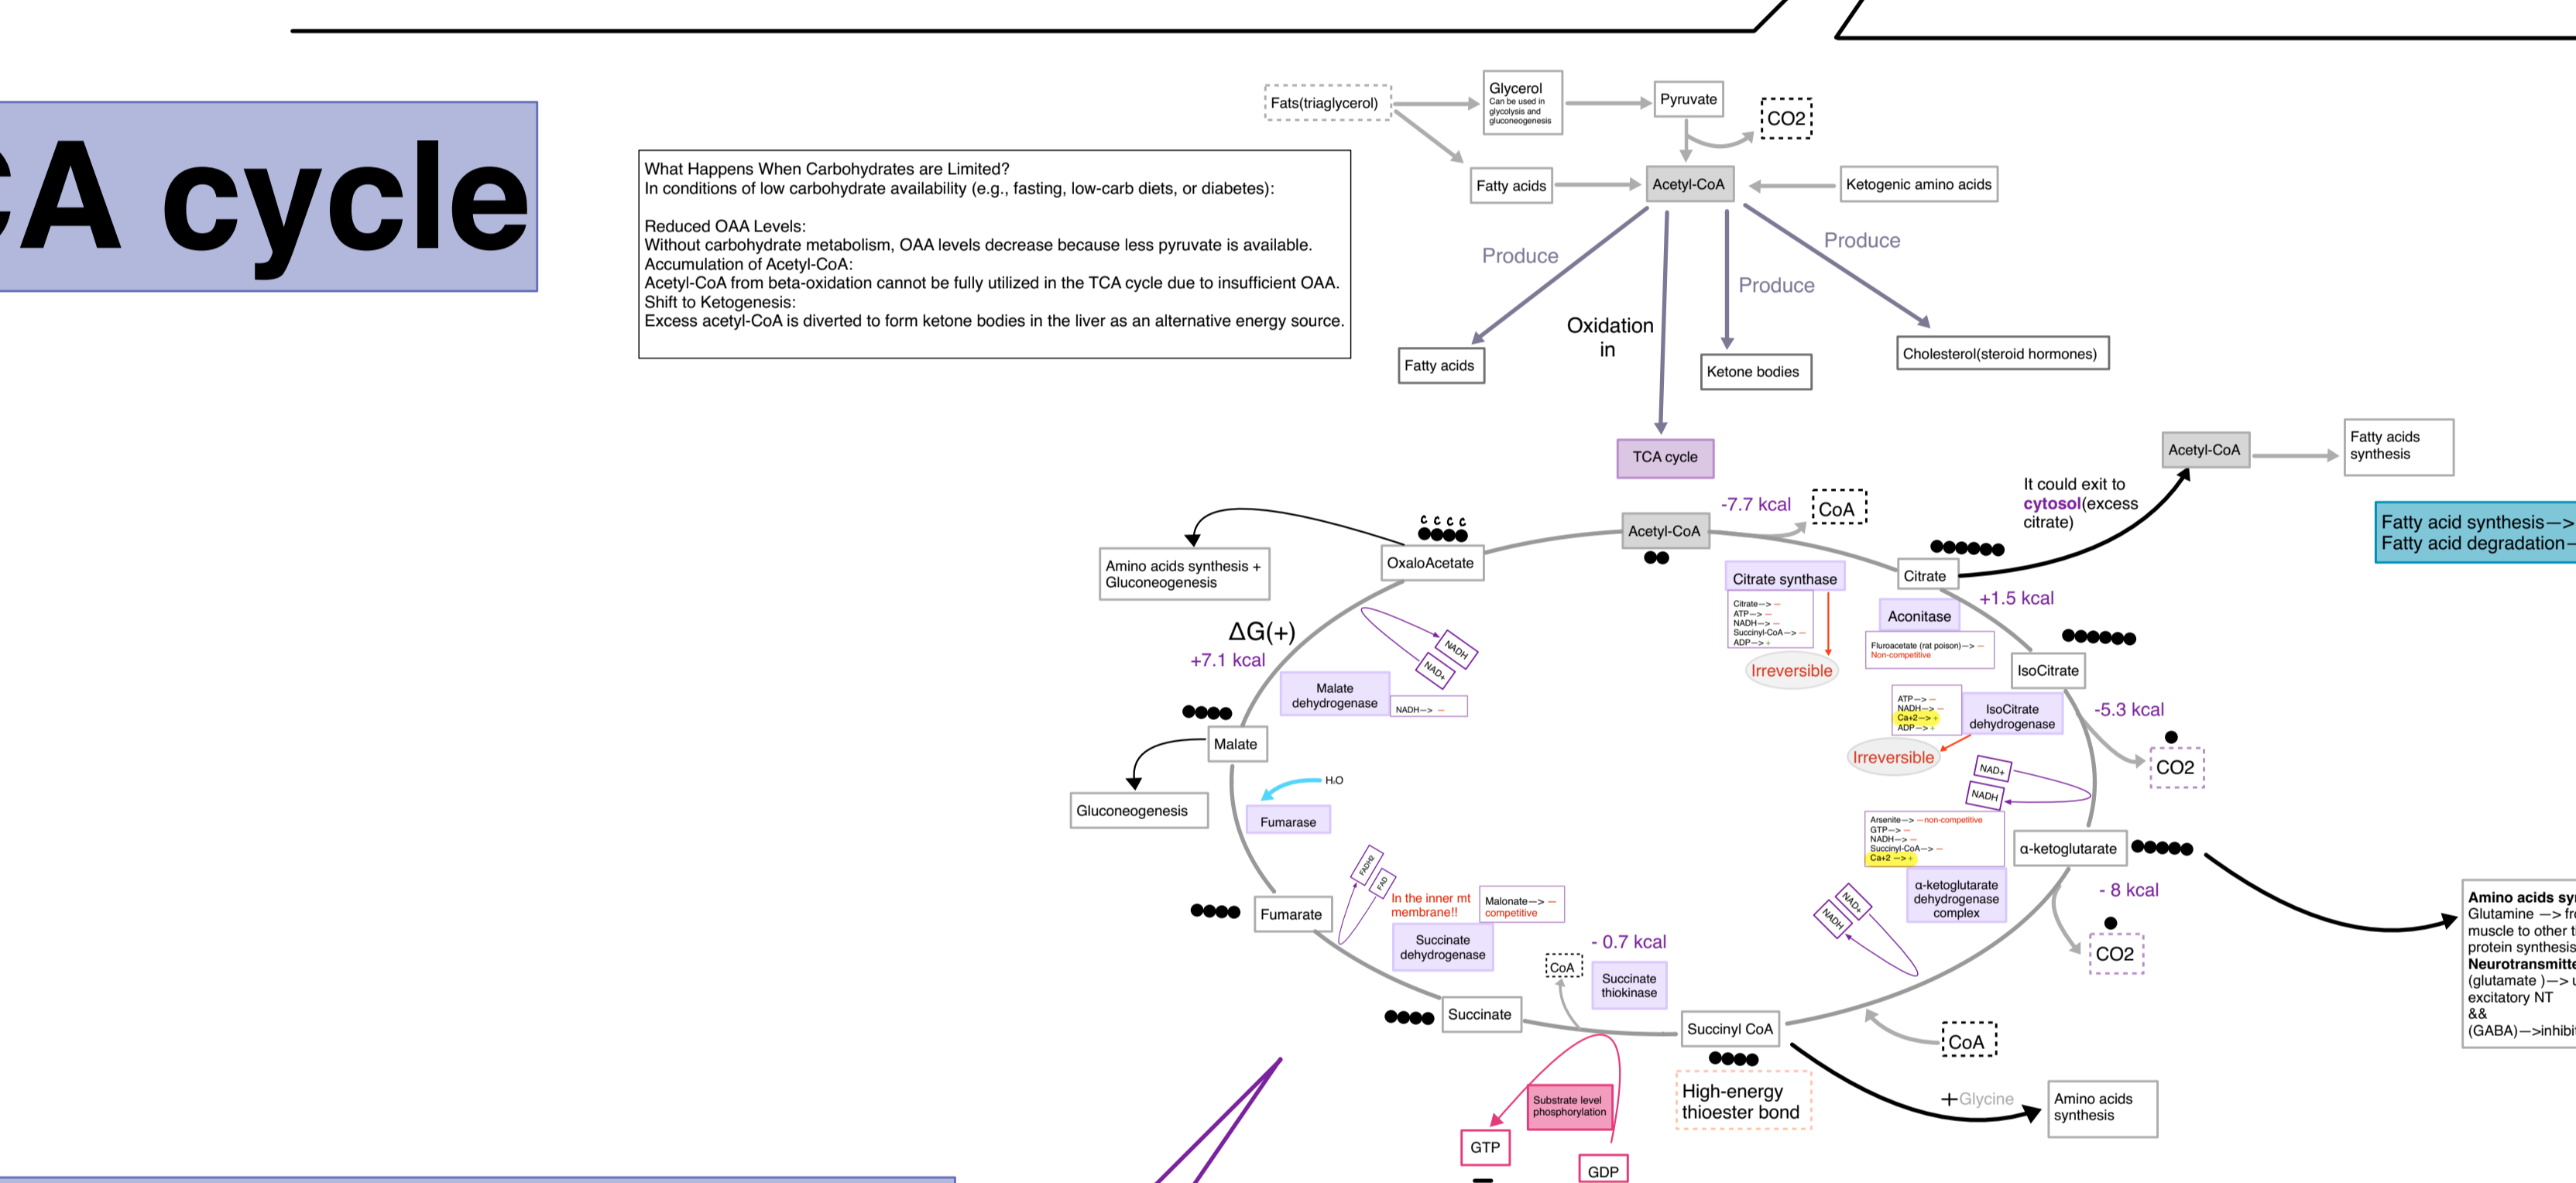 CA cycle
What Happens When Carbohydrates are Limited?
In conditions of low carbohydrate availability (e.g., fasting, low-carb diets, or diabetes):
Reduced OAA Levels:
Without carbohydrate metabolism, OAA levels decrease because less pyruvate is available.
Accumulation of Acetyl-CoA:
Acetyl-CoA from beta-oxidation cannot be fully utilized in the TCA cycle due to insufficient OAA.
Shift to Ketogenesis:
Excess acetyl-CoA is diverted to form ketone bodies in the liver as an alternative energy source.
Fats(triaglycerol)
Glycerol
Can be used in
glycolysis and
gluconeogenesis
Pyruvate
CO2
Fatty acids
Acetyl-CoA
Ketogenic amino acids
Produce
Oxidation
in
Produce
Produce
Fatty acids
Ketone bodies
Cholesterol(steroid hormones)
TCA cycle
Acetyl-CoA
Fatty acids
synthesis
It could exit to
cytosol(excess
citrate)
Fatty acid synthesis—>
Fatty acid degradation—
-7.7 kcal
CoA
Acetyl-CoA
c c c c
OxaloAcetate
Amino acids synthesis +
Gluconeogenesis
Citrate
Citrate synthase
Citrate—> —
ATP—> —
NADH—> —
Succinyl-CoA—> —
ADP—> +
Irreversible
+1.5 kcal
Aconitase
Fluroacetate (rat poison)—> —
Non-competitive
IsoCitrate
ATP—> —
NADH—> —
Ca+2—> +
ADP—> +
IsoCitrate
dehydrogenase
Irreversible
-5.3 kcal
CO2
NAD+
NADH
ΔG(+)
+7.1 kcal
NADH
NAD+
Malate
dehydrogenase
NADH—> —
Malate
Gluconeogenesis
H₂O
Fumarase
Arsenite—> —non-competitive
GTP—> —
NADH—> —
Succinyl-CoA—> —
Ca+2 —> +
α-ketoglutarate
α-ketoglutarate
dehydrogenase
complex
- 8 kcal
CO2
NAD+
NADH
Fumarate
FADH2
FAD
In the inner mt
membrane!!
Malonate—> —
competitive
Succinate
dehydrogenase
- 0.7 kcal
CoA
Succinate
thiokinase
Succinate
Succinyl CoA
CoA
High-energy
thioester bond
Substrate level
phosphorylation
GTP
GDP
+Glycine
Amino acids
synthesis
Amino acids sy
Glutamine —> fr
muscle to other t
protein synthesis
Neurotransmitte
(glutamate )—> u
excitatory NT
&&
(GABA)—>inhibi